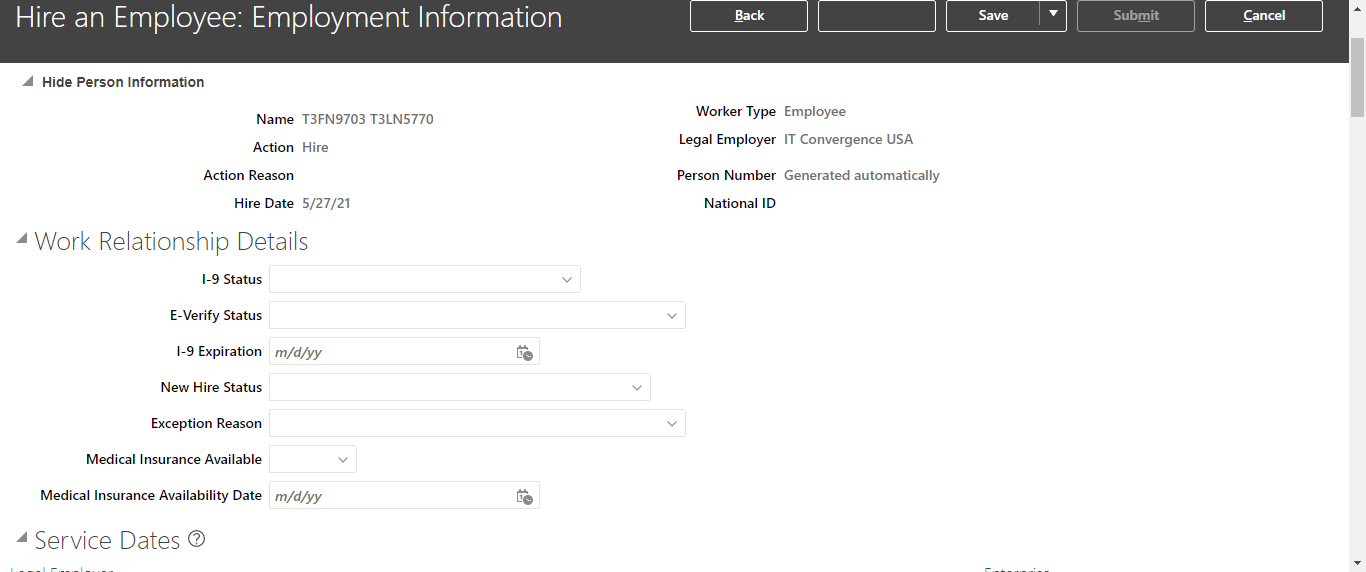 Hire an Employee: Employment Information
Back
Save
Submit
Cancel
Hide Person Information
Name T3FN9703 T3LN5770
Action Hire
Action Reason
Hire Date 5/27/21
Worker Type Employee
Legal Employer IT Convergence USA
Person Number Generated automatically
National ID
Work Relationship Details
I-9 Status
E-Verify Status
I-9 Expiration m/d/yy
New Hire Status
Exception Reason
Medical Insurance Available
Medical Insurance Availability Date m/d/yy
Service Dates
Legal Employer
Enterprise